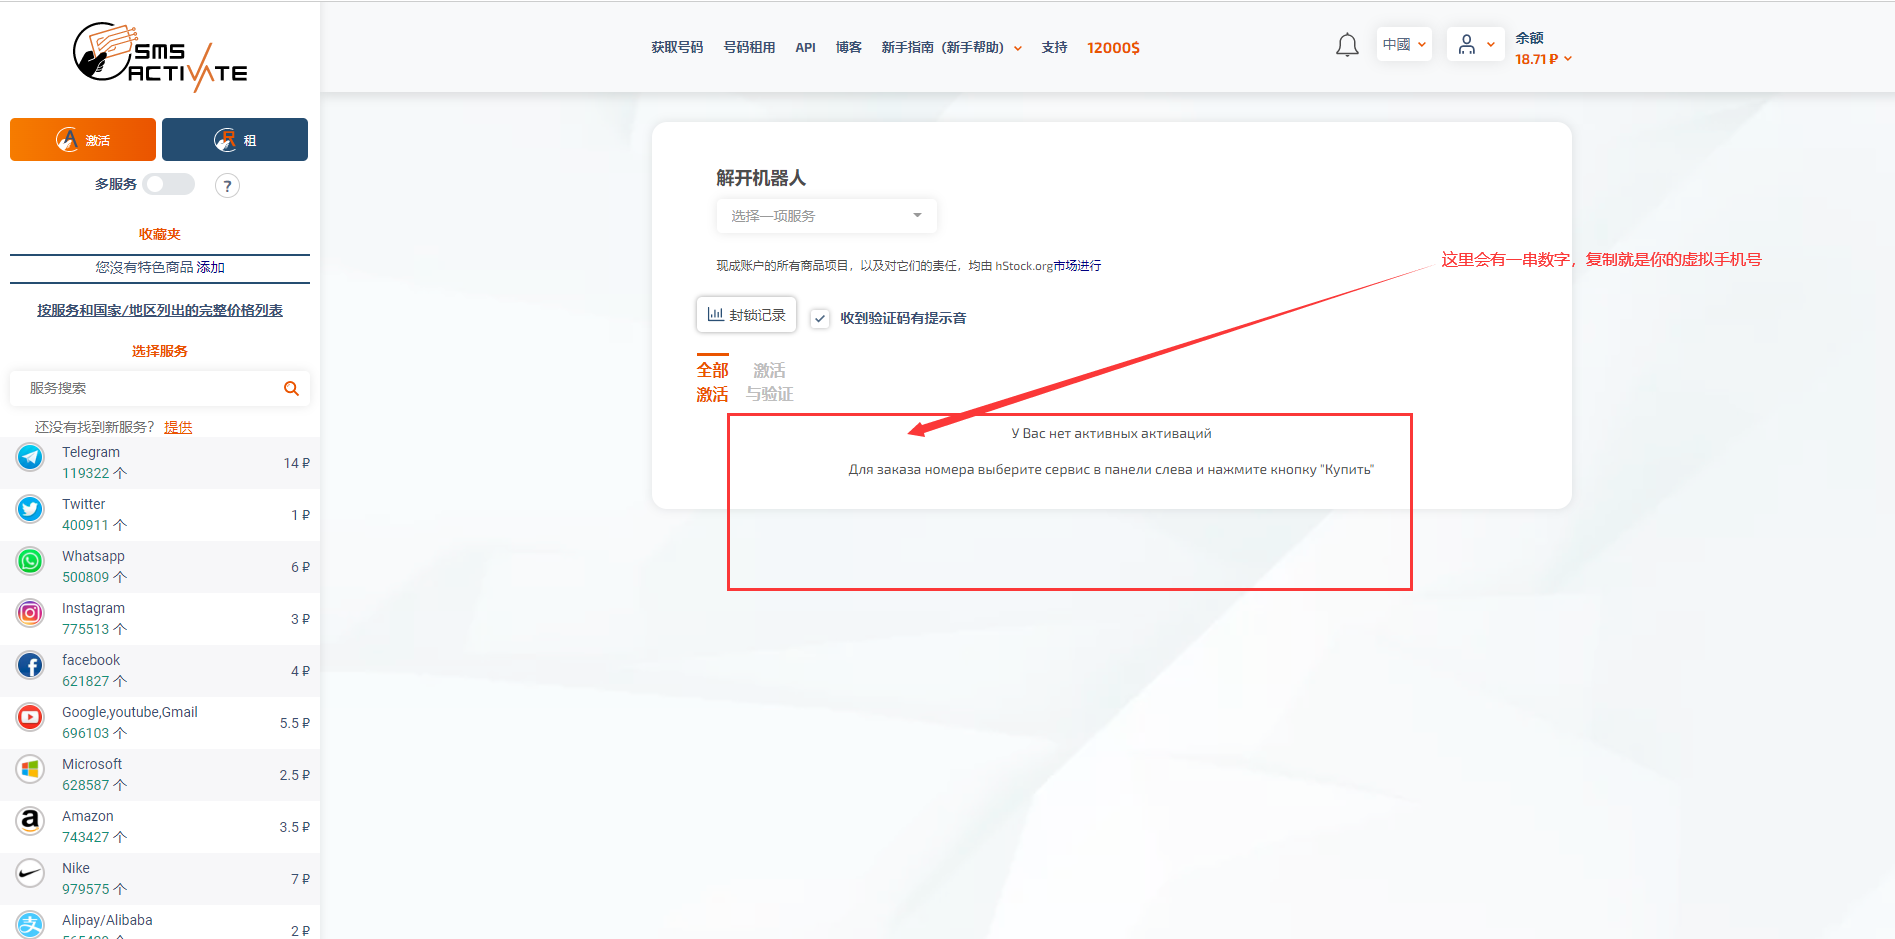 SMS
ACTIVATE
获取号码 号码租用 API 博客 新手指南（新手帮助） 支持 12000$
中國
余额
18.71 ₽
激活
租
多服务
?
收藏夹
您沒有特色商品 添加
按服务和国家/地区列出的完整价格列表
选择服务
服务搜索
还没有找到新服务？ 提供
Telegram
119322 个
14 ₽
Twitter
400911 个
1 ₽
Whatsapp
500809 个
6 ₽
Instagram
775513 个
3 ₽
facebook
621827 个
4 ₽
Google,youtube,Gmail
696103 个
5.5 ₽
Microsoft
628587 个
2.5 ₽
Amazon
743427 个
3.5 ₽
Nike
979575 个
7 ₽
Alipay/Alibaba
2 ₽
解开机器人
选择一项服务
现成账户的所有商品项目，以及对它们的责任，均由 hStock.org市场进行
封锁记录
收到验证码有提示音
全部
激活
激活
与验证
У Вас нет активных активаций
Для заказа номера выберите сервис в панели слева и нажмите кнопку "Купить"
这里会有一串数字，复制就是你的虚拟手机号